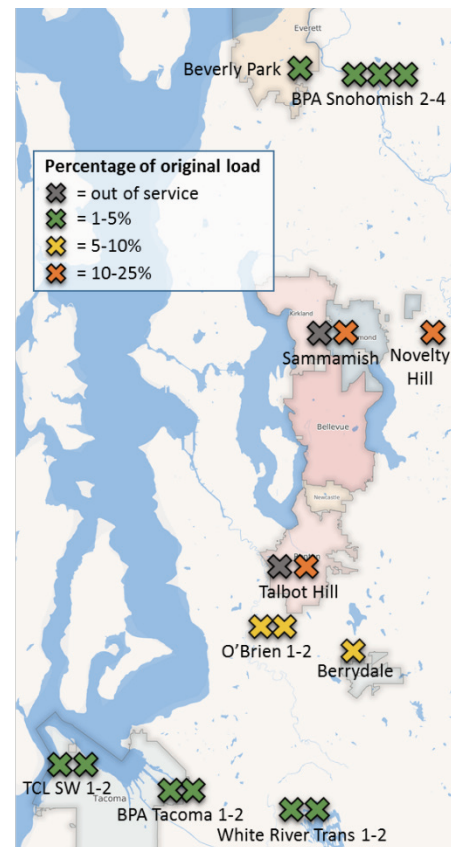 Everett
Beverly Park
BPA Snohomish 2-4
Percentage of original load
= out of service
= 1-5%
= 5-10%
= 10-25%
Kirkland
mond
Sammamish
Novelty
Hill
Bellevue
Newcastle
Talbot Hill
O'Brien 1-2
Berrydale
TCL SW 1-2
Tacoma
BPA Tacoma 1-2
White River Trans 1-2